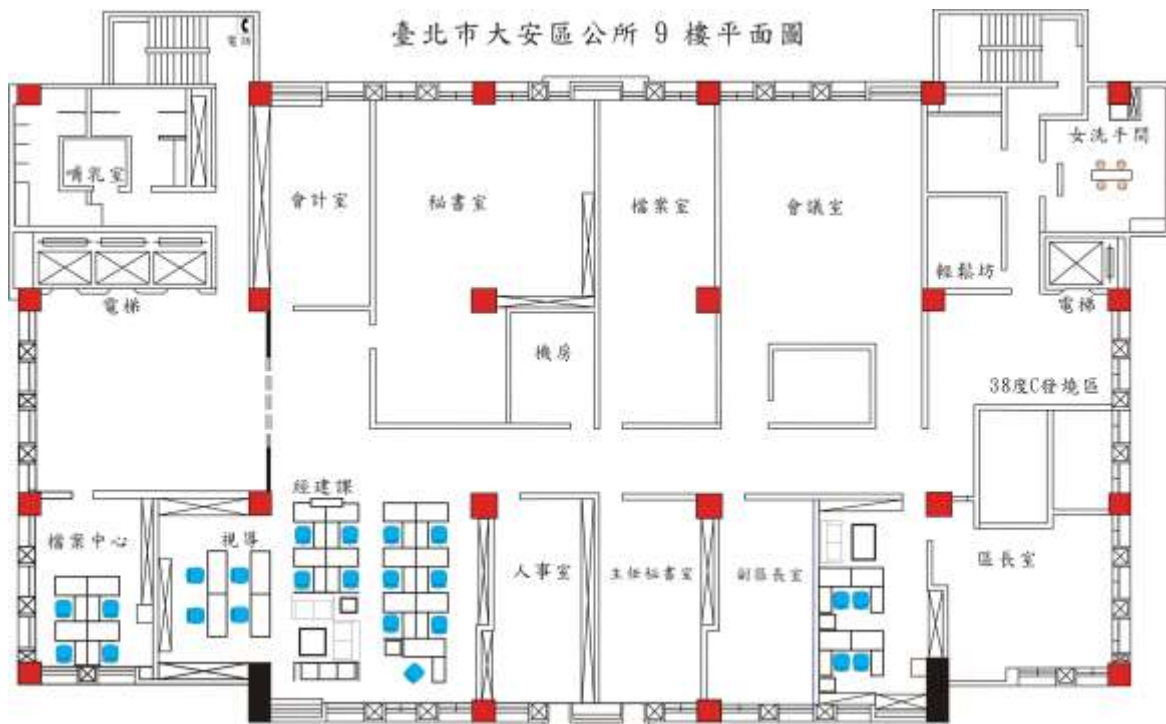 臺北市大安區公所 9 樓平面圖
電話
女洗手間
哺乳室
會計室
秘書室
檔案室
會議室
輕鬆坊
電梯
電梯
機房
38度C發燒區
經建課
檔案中心
視導
人事室
主任秘書室
副區長室
區長室